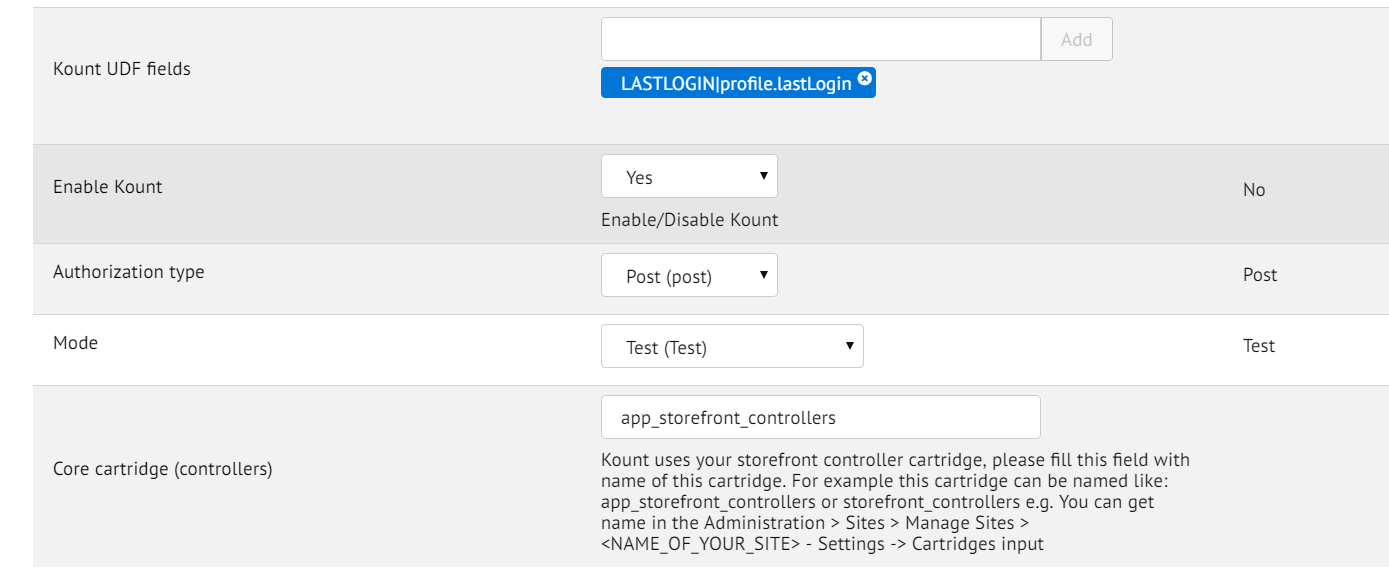 Add
Kount UDF fields
LASTLOGIN|profile.lastLogin
Enable Kount
Yes
No
Enable/Disable Kount
Authorization type
Post (post)
Post
Mode
Test (Test)
Test
app_storefront_controllers
Core cartridge (controllers)
Kount uses your storefront controller cartridge, please fill this field with
name of this cartridge. For example this cartridge can be named like:
app_storefront_controllers or storefront_controllers e.g. You can get
name in the Administration > Sites > Manage Sites >
<NAME_OF_YOUR_SITE> - Settings -> Cartridges input